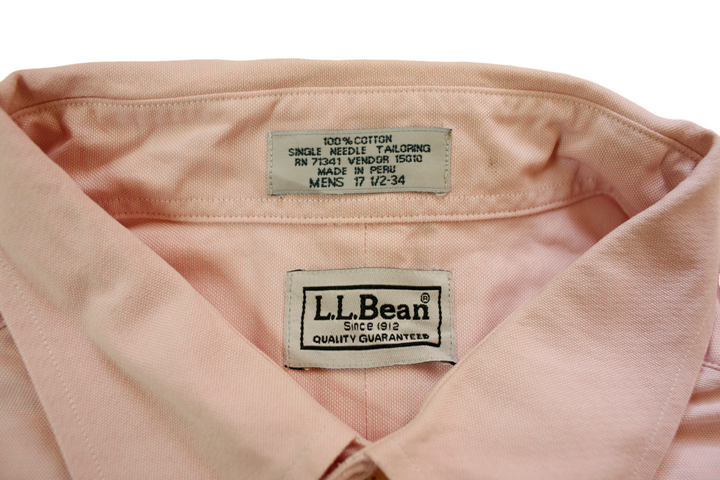 100% COTTON
SINGLE NEEDLE TAILORING
RN 71341 VENDOR 15010
MADE IN PERU
MENS 17 1/2-34
L.L.Bean®
Since 1912
QUALITY GUARANTEED